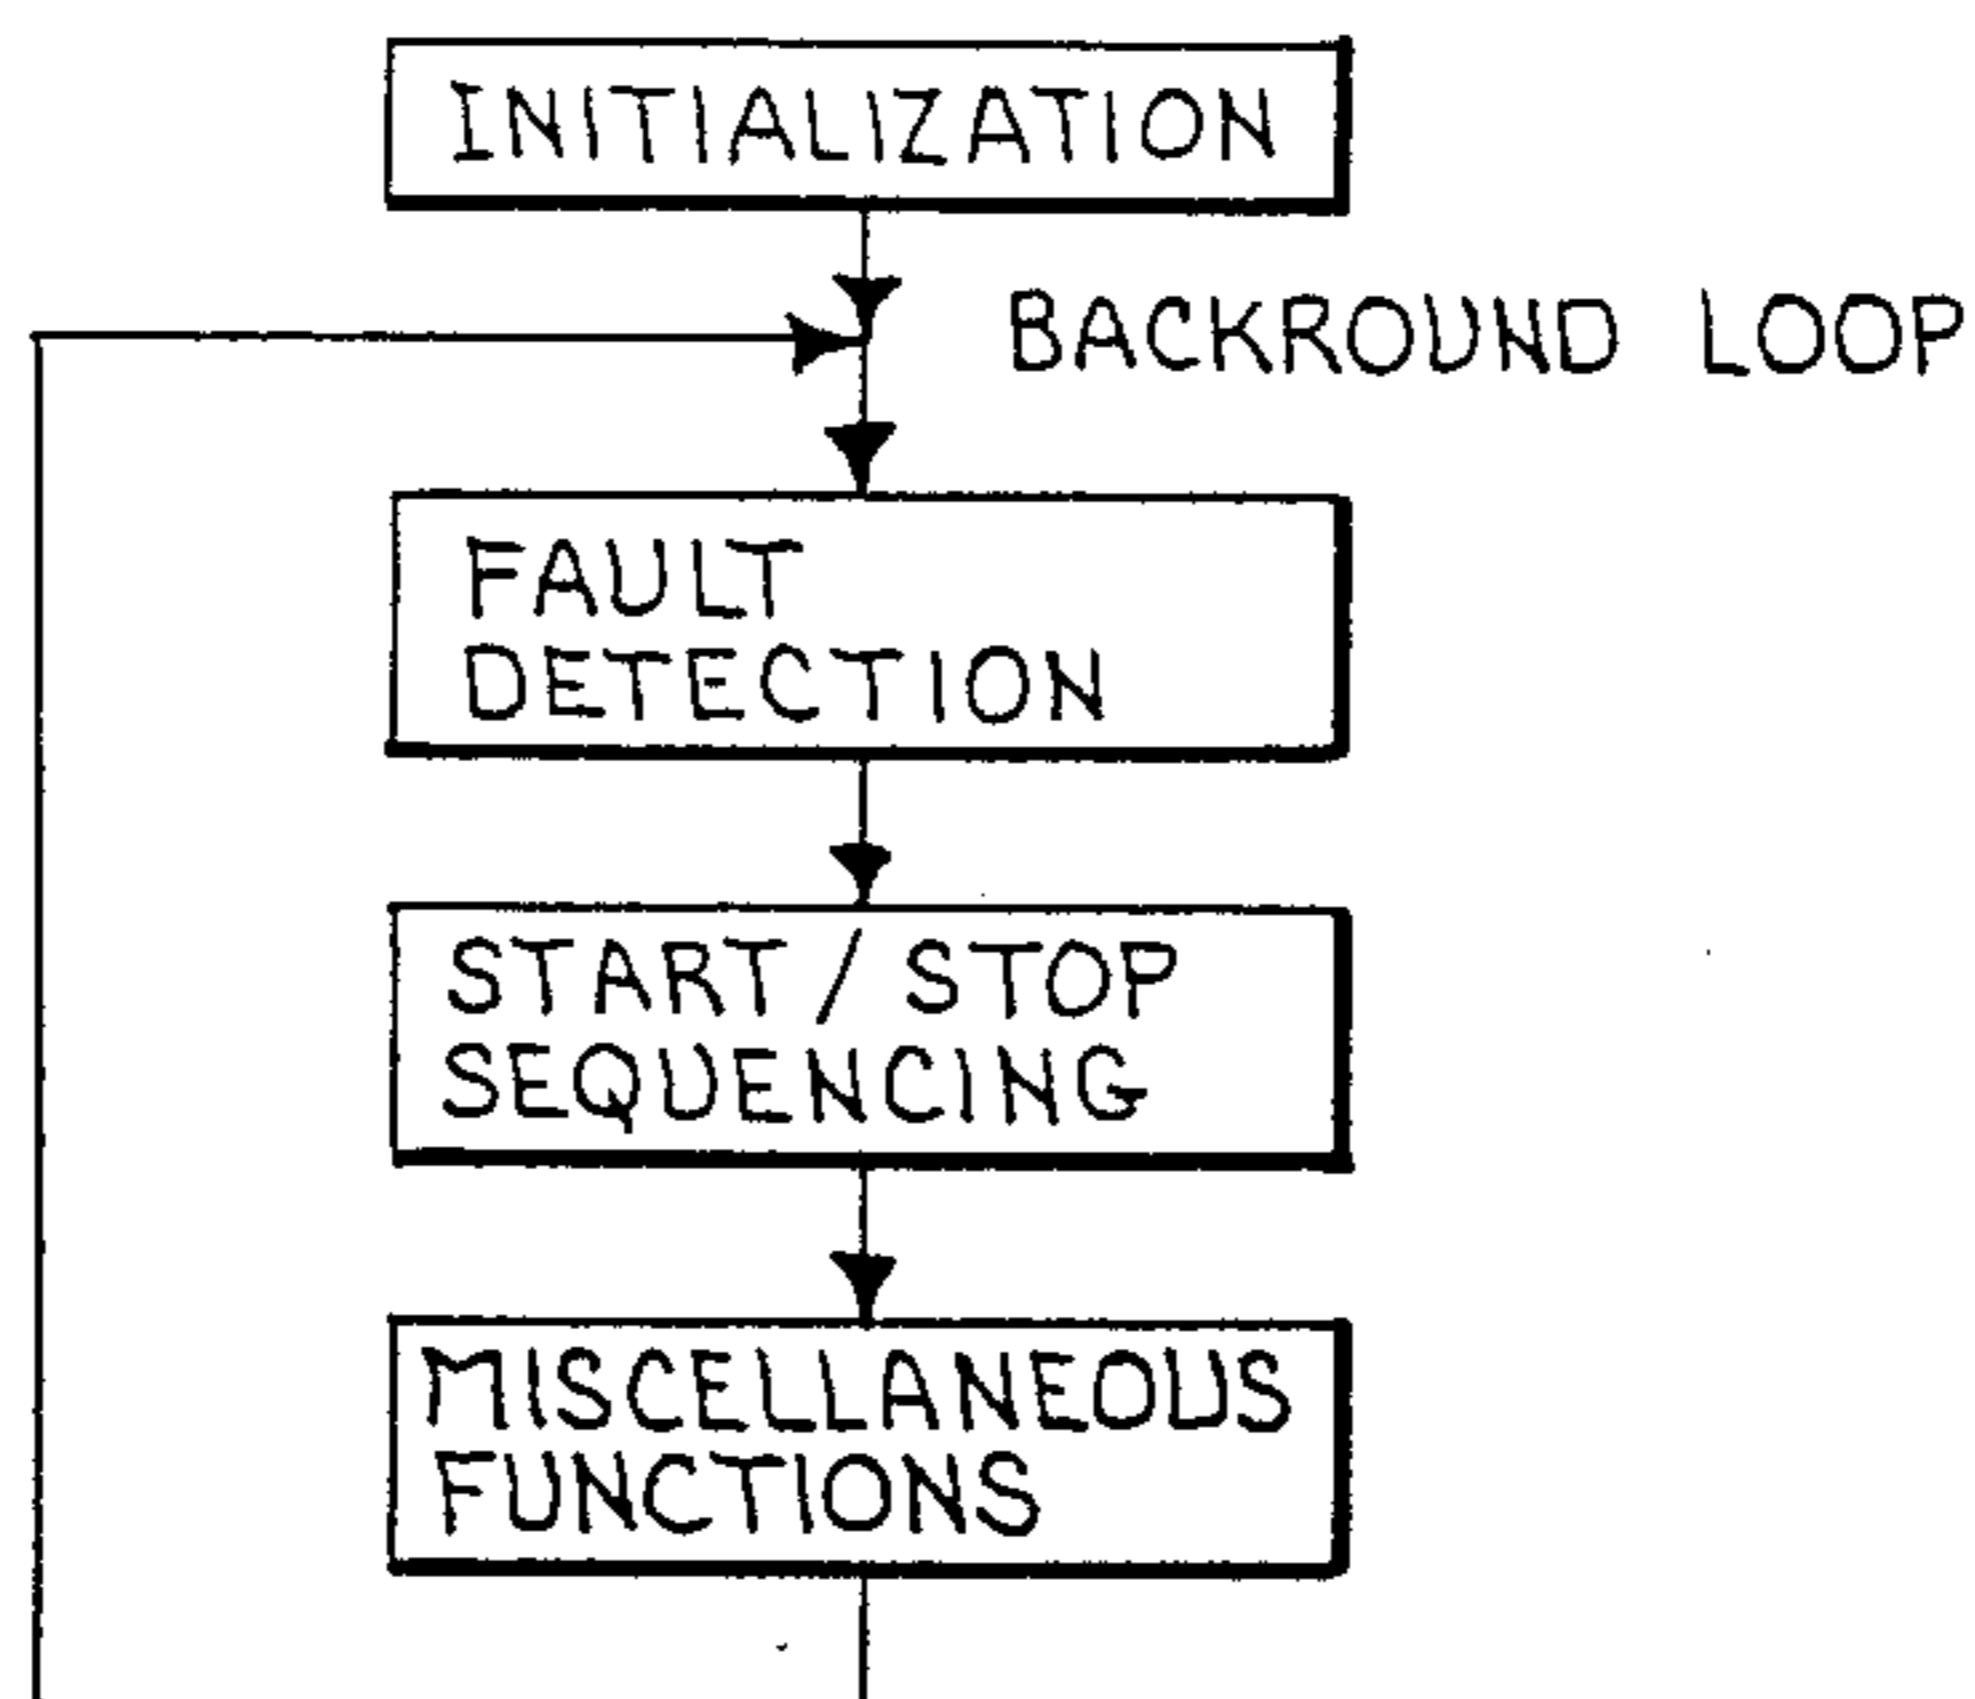 INITIALIZATION
BACKROUND LOOP
FAULT
DETECTION
START/STOP
SEQUENCING
MISCELLANEOUS
FUNCTIONS